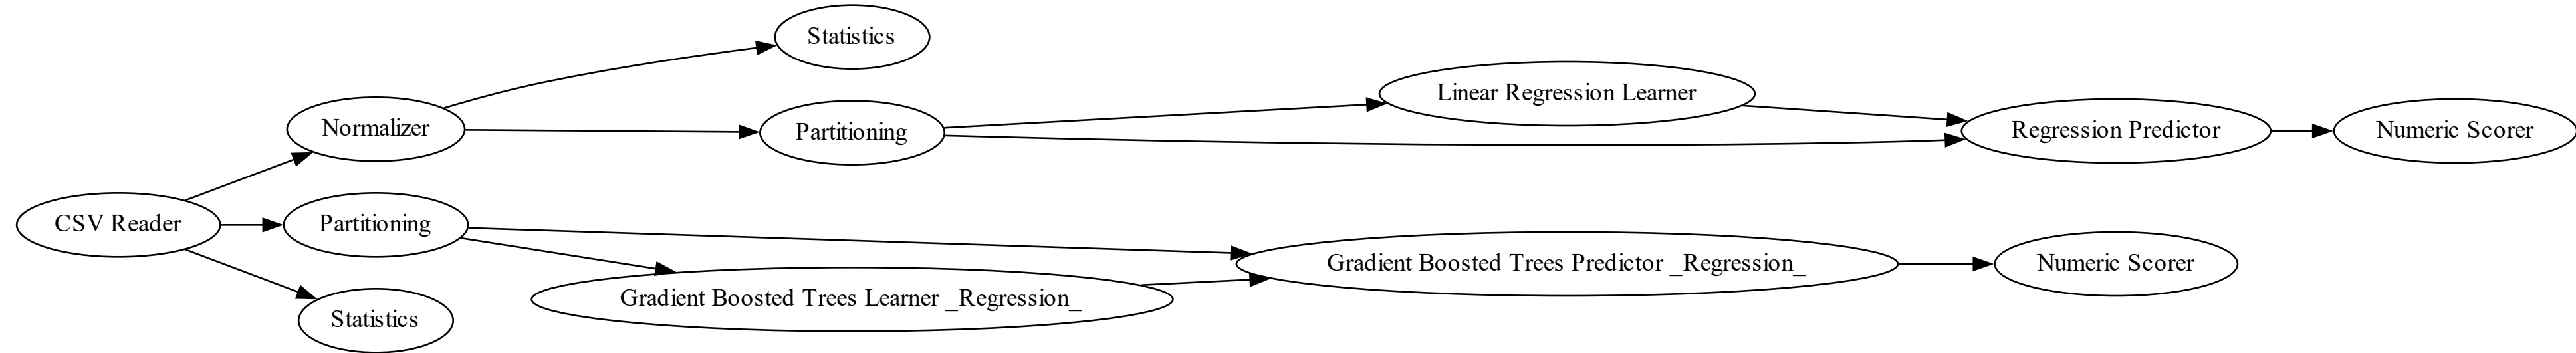 Statistics
Linear Regression Learner
Normalizer
Partitioning
Regression Predictor
Numeric Scorer
CSV Reader
Partitioning
Gradient Boosted Trees Predictor _Regression_
Numeric Scorer
Gradient Boosted Trees Learner _Regression_
Statistics